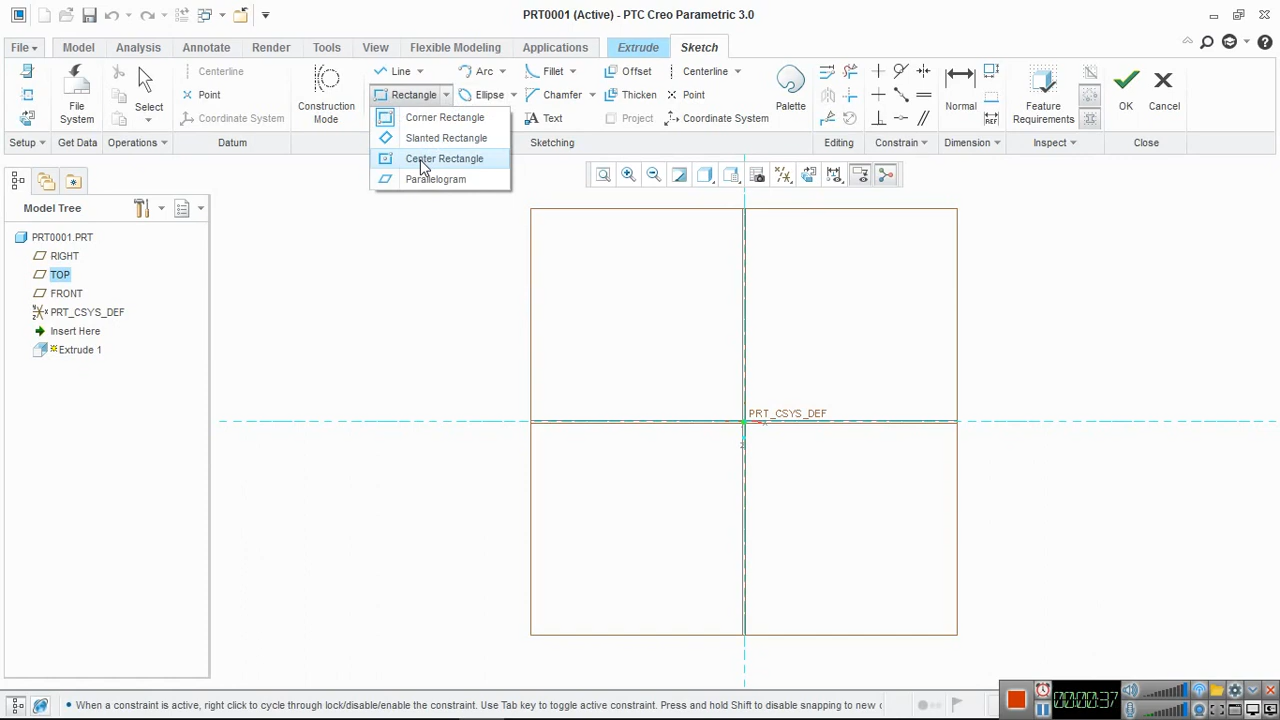 PRT0001 (Active) - PTC Creo Parametric 3.0
File Model Analysis Annotate Render Tools View Flexible Modeling Applications Extrude Sketch
Centerline Line Arc Fillet Offset Centerline
File System Select Point Construction Mode Rectangle Ellipse Chamfer Thicken Point Palette Normal Feature Requirements OK Cancel
Coordinate System Text Project Coordinate System
Setup Get Data Operations Datum Sketching Editing Constrain Dimension Inspect Close
Corner Rectangle
Slanted Rectangle
Center Rectangle
Parallelogram
Model Tree
PRT0001.PRT
RIGHT
TOP
FRONT
PRT_CSYS_DEF
Insert Here
Extrude 1
PRT_CSYS_DEF
X
Z
• When a constraint is active, right click to cycle through lock/disable/enable the constraint. Use Tab key to toggle active constraint. Press and hold Shift to disable snapping to new c
00:00:37